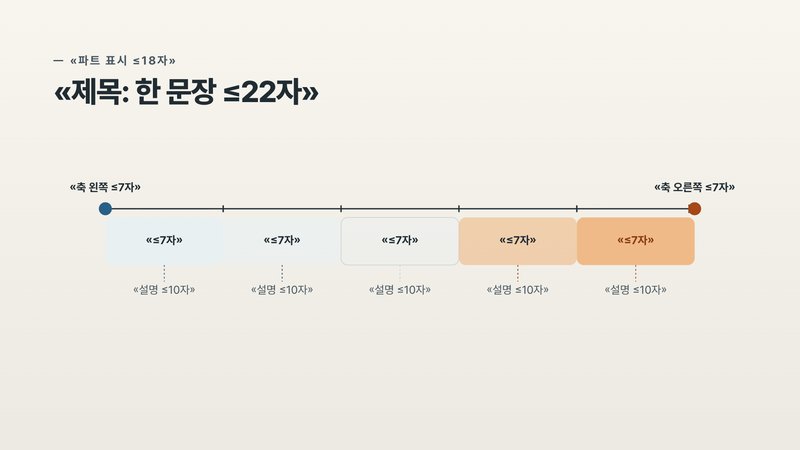 — «파트 표시 ≤18자»
«제목: 한 문장 ≤22자»
«축 왼쪽 ≤7자» «축 오른쪽 ≤7자»
«≤7자» «≤7자» «≤7자» «≤7자» «≤7자»
«설명 ≤10자» «설명 ≤10자» «설명 ≤10자» «설명 ≤10자» «설명 ≤10자»